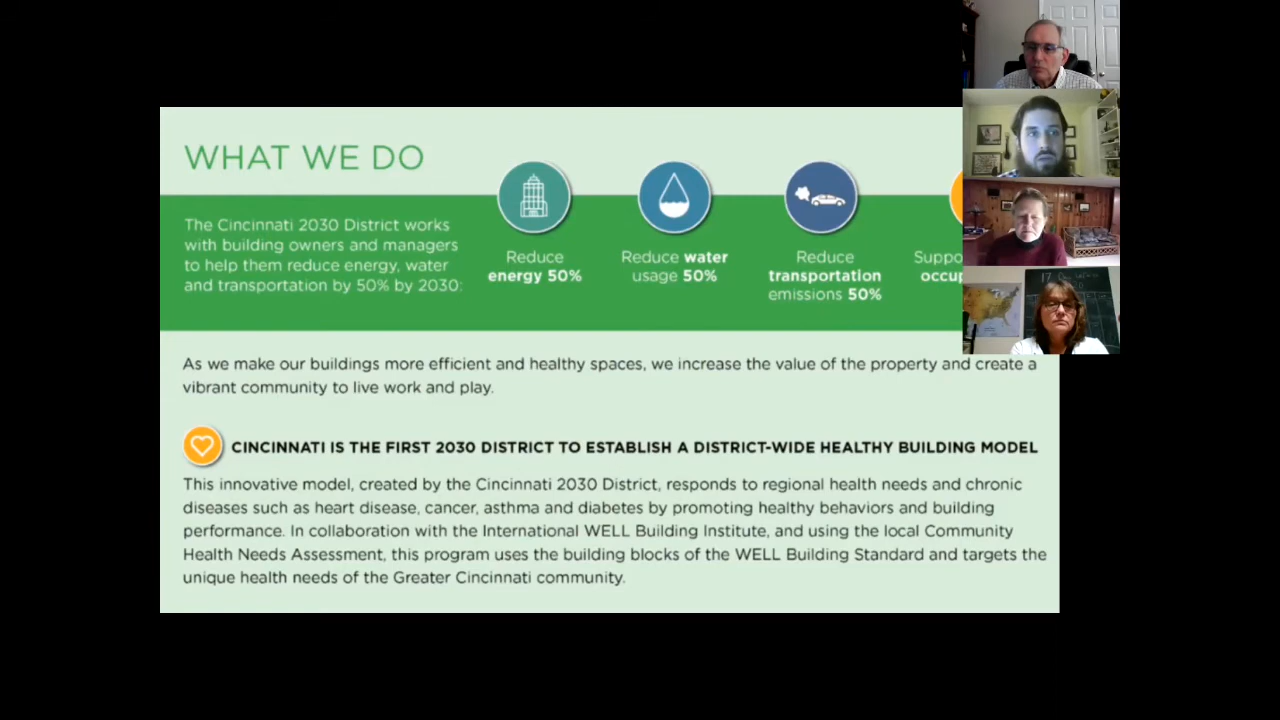 WHAT WE DO
The Cincinnati 2030 District works
with building owners and managers
to help them reduce energy, water
and transportation by 50% by 2030:
Reduce
energy 50%
Reduce water
usage 50%
Reduce
transportation
emissions 50%
As we make our buildings more efficient and healthy spaces, we increase the value of the property and create a
vibrant community to live work and play.
CINCINNATI IS THE FIRST 2030 DISTRICT TO ESTABLISH A DISTRICT-WIDE HEALTHY BUILDING MODEL
This innovative model, created by the Cincinnati 2030 District, responds to regional health needs and chronic
diseases such as heart disease, cancer, asthma and diabetes by promoting healthy behaviors and building
performance. In collaboration with the International WELL Building Institute, and using the local Community
Health Needs Assessment, this program uses the building blocks of the WELL Building Standard and targets the
unique health needs of the Greater Cincinnati community.